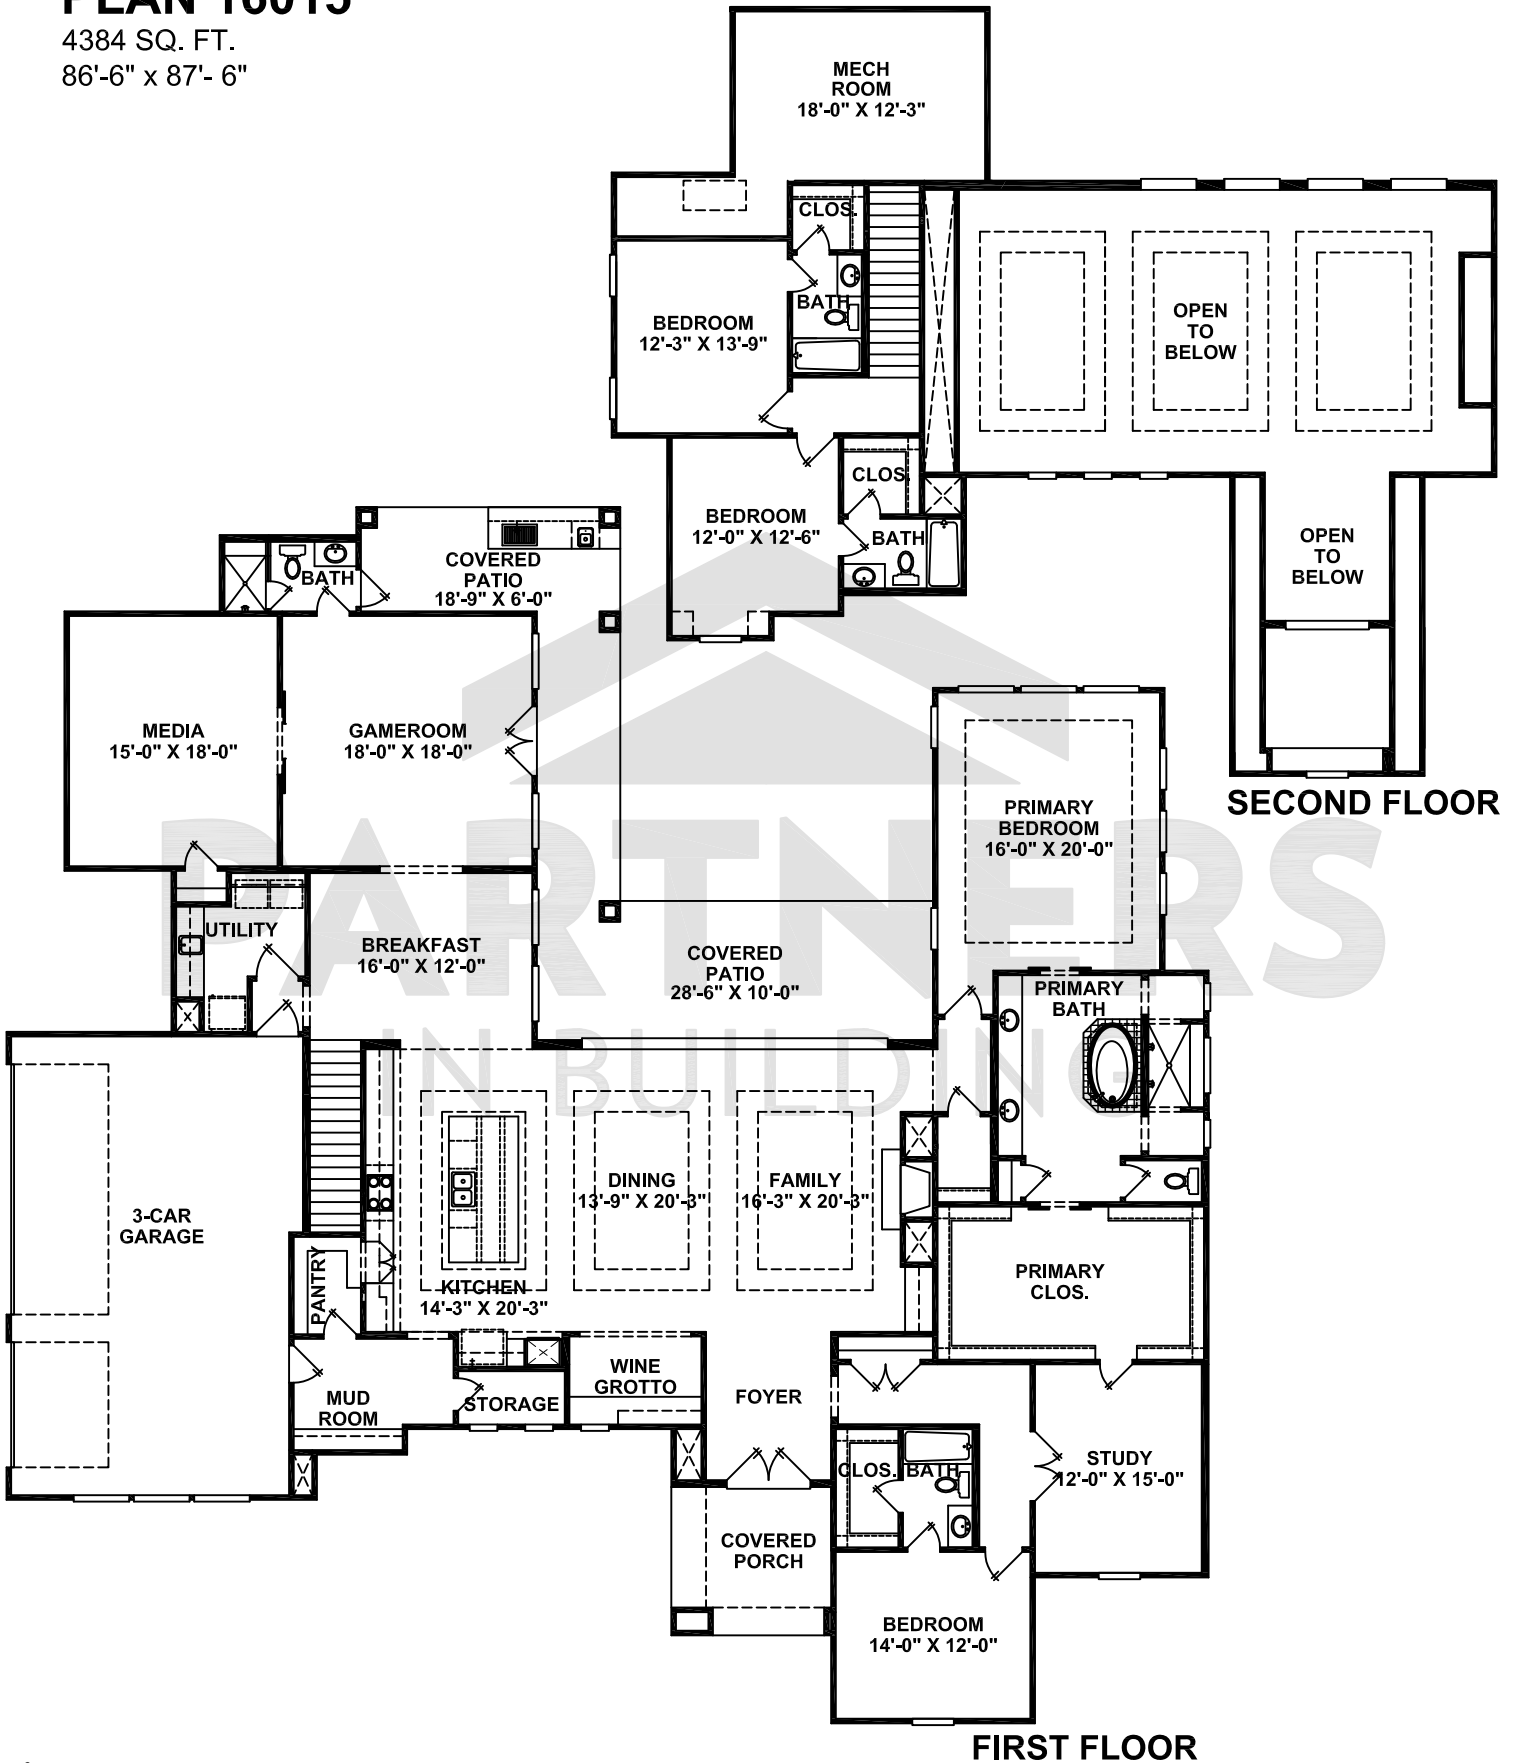 PLAN 16015
4384 SQ. FT.
86'-6" x 87'- 6"
MECH
ROOM
18'-0" X 12'-3"
CLOS.
BEDROOM
12'-3" X 13'-9"
BATH
OPEN
TO
BELOW
CLOS.
BEDROOM
12'-0" X 12'-6"
BATH
OPEN
TO
BELOW
SECOND FLOOR
COVERED
PATIO
18'-9" X 6'-0"
BATH
MEDIA
15'-0" X 18'-0"
GAMEROOM
18'-0" X 18'-0"
PRIMARY
BEDROOM
16'-0" X 20'-0"
PARTNERS
IN BUILDING
UTILITY
BREAKFAST
16'-0" X 12'-0"
COVERED
PATIO
28'-6" X 10'-0"
PRIMARY
BATH
3-CAR
GARAGE
DINING
13'-9" X 20'-3"
FAMILY
16'-3" X 20'-3"
PANTRY
KITCHEN
14'-3" X 20'-3"
PRIMARY
CLOS.
MUD
ROOM
STORAGE
WINE
GROTTO
FOYER
CLOS.
BATH
STUDY
12'-0" X 15'-0"
COVERED
PORCH
BEDROOM
14'-0" X 12'-0"
FIRST FLOOR